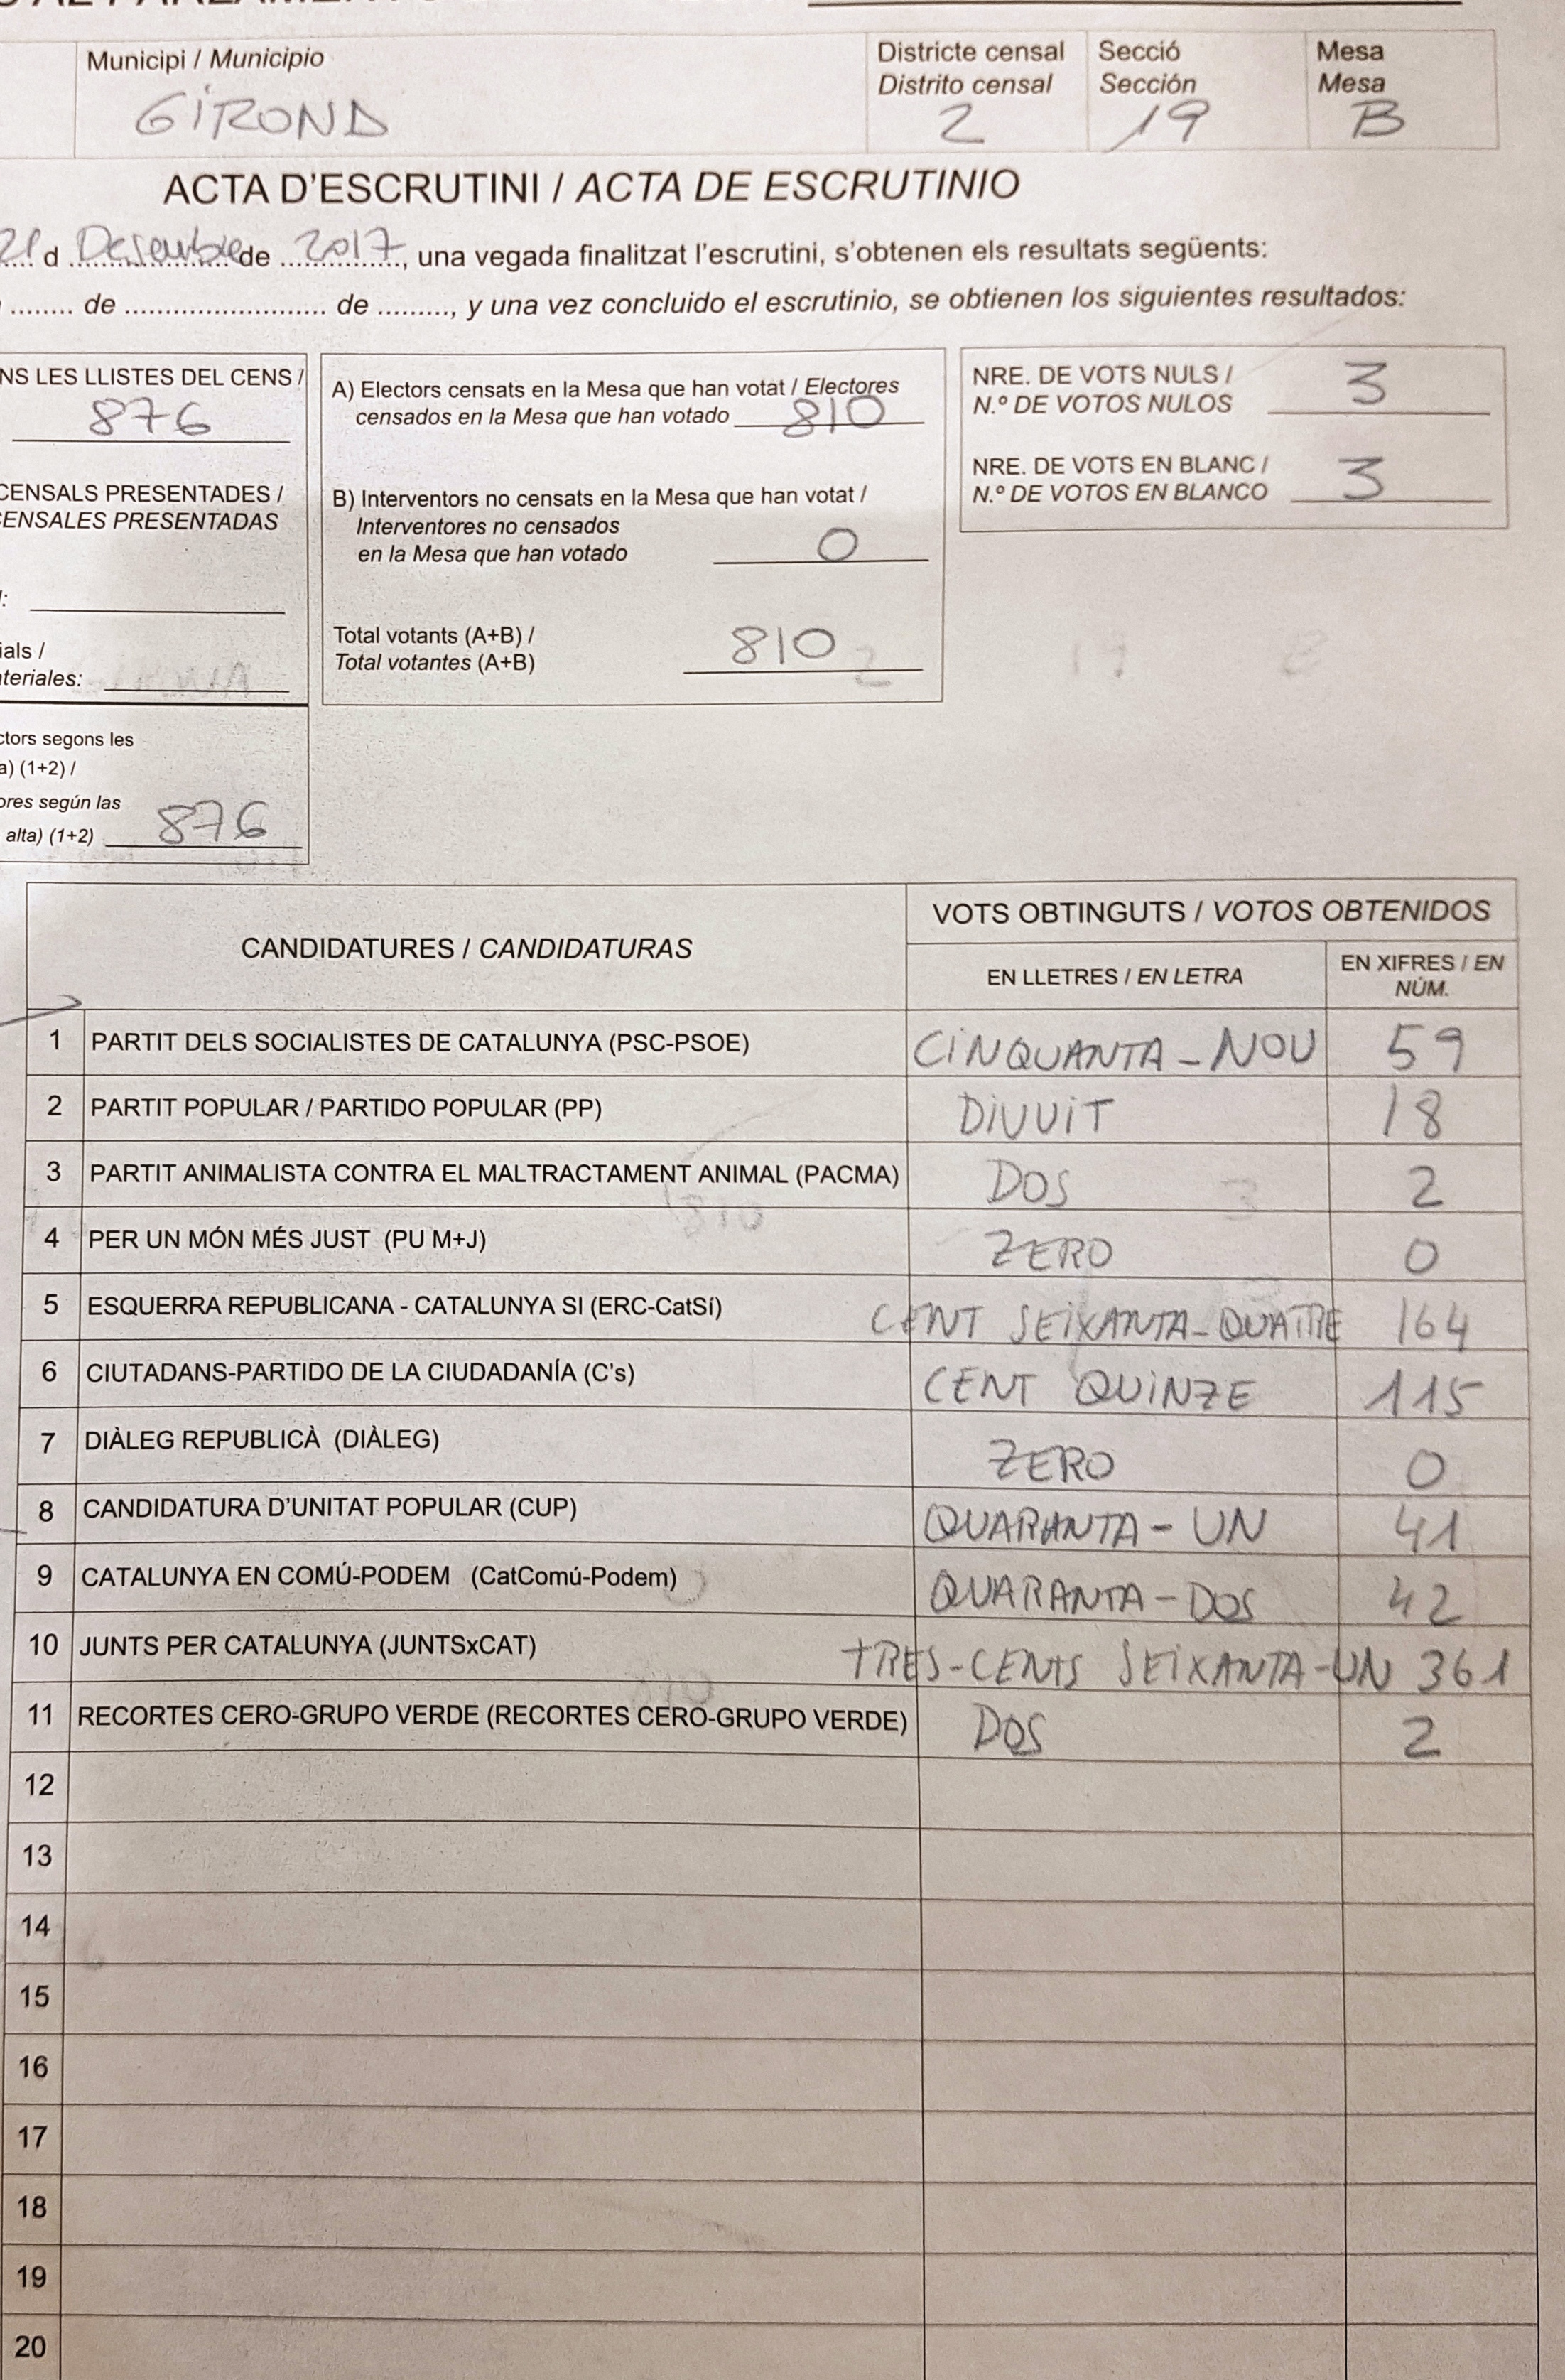 Municipi / Municipio
GIRONA
Districte censal
Distrito censal
2
Secció
Sección
19
Mesa
Mesa
B
ACTA D'ESCRUTINI / ACTA DE ESCRUTINIO
21 d Desembre de 2017, una vegada finalitzat l'escrutini, s'obtenen els resultats següents:
........ de ........................ de ........., y una vez concluido el escrutinio, se obtienen los siguientes resultados:
NS LES LLISTES DEL CENS /
876
CENSALS PRESENTADES /
CENSALES PRESENTADAS
ials /
ateriales:
ctors segons les
a) (1+2) /
ores según las
alta) (1+2) 876
A) Electors censats en la Mesa que han votat / Electores
censados en la Mesa que han votado 810
B) Interventors no censats en la Mesa que han votat /
Interventores no censados
en la Mesa que han votado 0
Total votants (A+B) /
Total votantes (A+B) 810
NRE. DE VOTS NULS /
N.º DE VOTOS NULOS 3
NRE. DE VOTS EN BLANC /
N.º DE VOTOS EN BLANCO 3
CANDIDATURES / CANDIDATURAS
VOTS OBTINGUTS / VOTOS OBTENIDOS
EN LLETRES / EN LETRA
EN XIFRES / EN
NÚM.
1 PARTIT DELS SOCIALISTES DE CATALUNYA (PSC-PSOE) CINQUANTA-NOU 59
2 PARTIT POPULAR / PARTIDO POPULAR (PP) DIVUIT 18
3 PARTIT ANIMALISTA CONTRA EL MALTRACTAMENT ANIMAL (PACMA) DOS 2
4 PER UN MÓN MÉS JUST (PU M+J) ZERO 0
5 ESQUERRA REPUBLICANA - CATALUNYA SI (ERC-CatSí) CENT SEIXANTA-QUATRE 164
6 CIUTADANS-PARTIDO DE LA CIUDADANÍA (C's) CENT QUINZE 115
7 DIÀLEG REPUBLICÀ (DIÀLEG) ZERO 0
8 CANDIDATURA D'UNITAT POPULAR (CUP) QUARANTA-UN 41
9 CATALUNYA EN COMÚ-PODEM (CatComú-Podem) QUARANTA-DOS 42
10 JUNTS PER CATALUNYA (JUNTSxCAT) TRES-CENTS SEIXANTA-UN 361
11 RECORTES CERO-GRUPO VERDE (RECORTES CERO-GRUPO VERDE) DOS 2
12
13
14
15
16
17
18
19
20